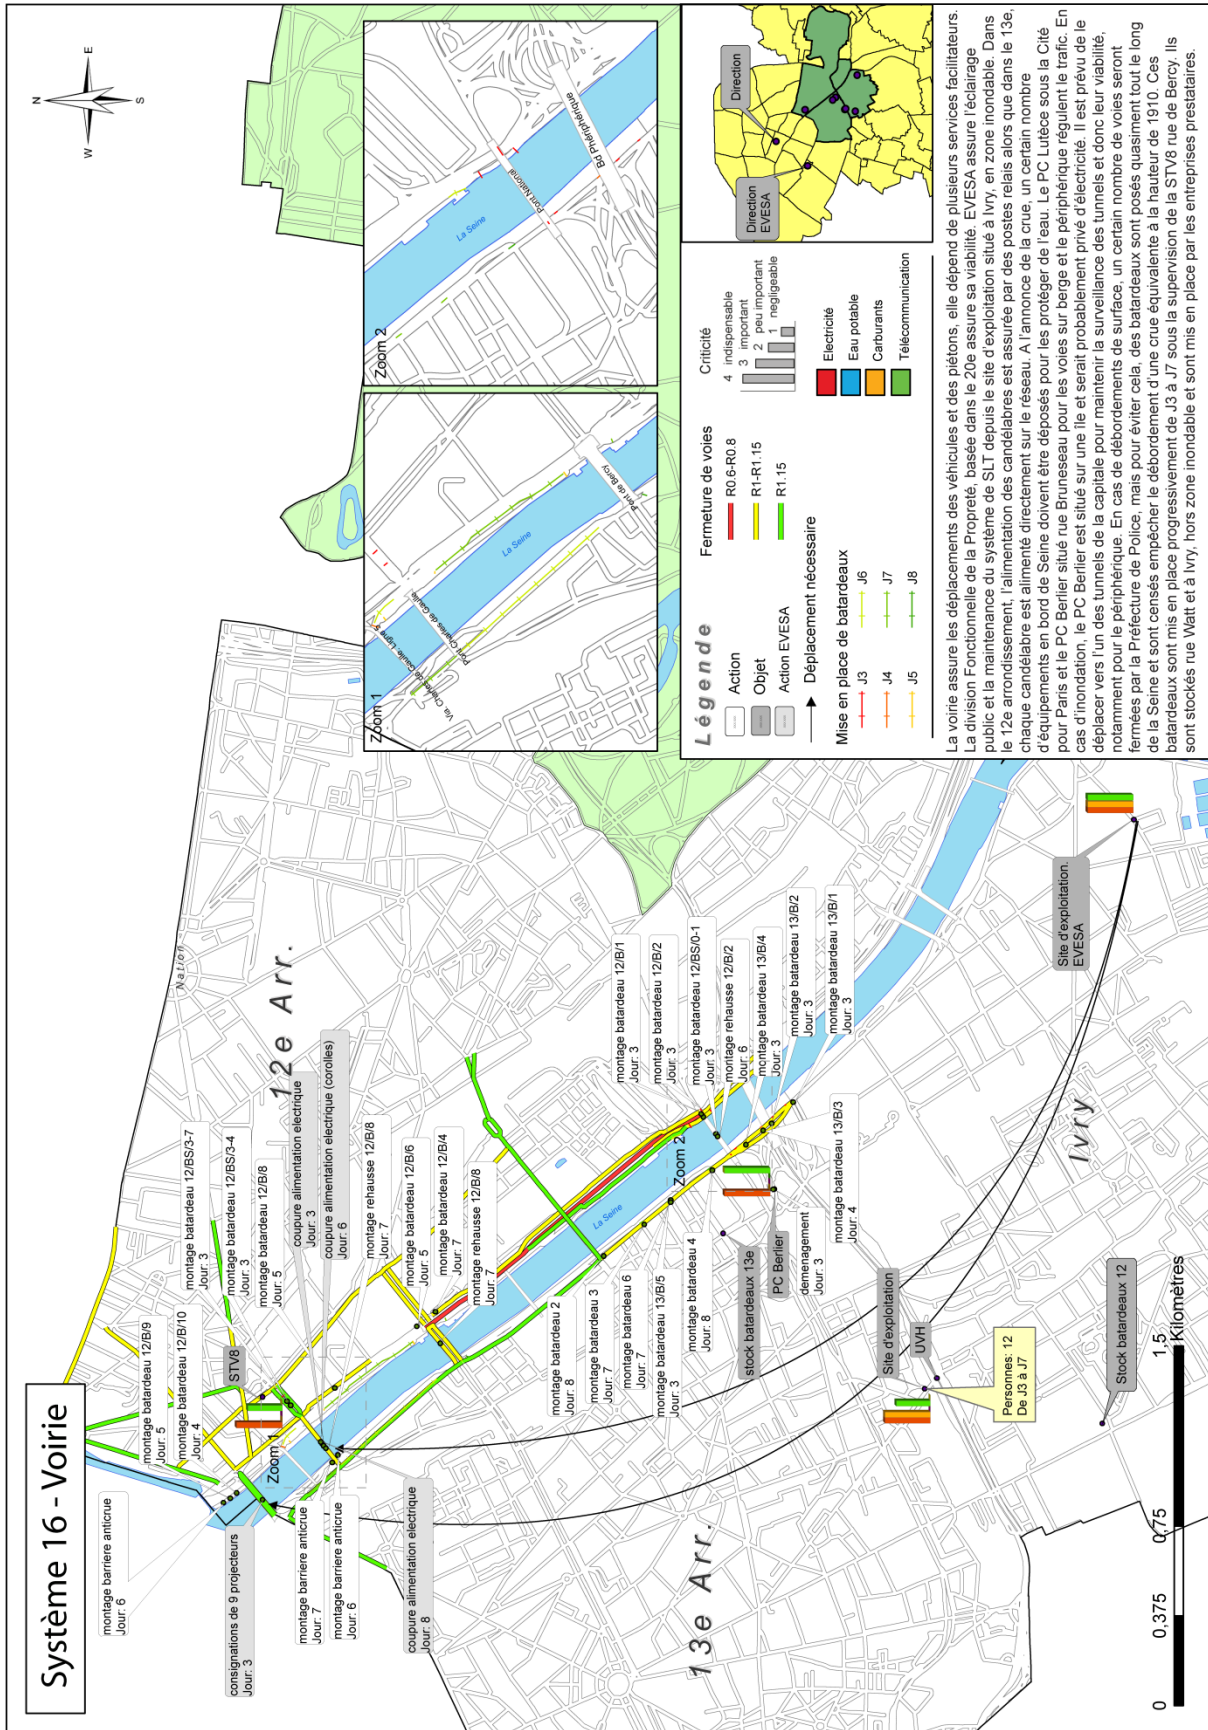 Système 16 - Voirie
N
W
E
S
montage barriere anticrue
Jour: 6
montage batardeau 12/B/9
Jour: 5
montage batardeau 12/B/10
Jour: 4
STV8
montage batardeau 12/BS/3-7
Jour: 3
montage batardeau 12/BS/3-4
Jour: 3
montage batardeau 12/B/8
Jour: 5
coupure alimentation electrique
Jour: 3
coupure alimentation electrique (corolles)
Jour: 6
montage rehausse 12/B/8
Jour: 7
montage batardeau 12/B/6
Jour: 5
montage batardeau 12/B/4
Jour: 7
montage rehausse 12/B/8
Jour: 7
Nation
12e Arr.
Zoom 1
consignations de 9 projecteurs
Jour: 3
montage barriere anticrue
Jour: 7
montage barriere anticrue
Jour: 6
coupure alimentation electrique
Jour: 8
La Seine
montage batardeau 12/B/1
Jour: 3
montage batardeau 12/B/2
Jour: 3
montage batardeau 12/BS/0-1
Jour: 3
montage rehausse 12/B/2
Jour: 6
montage batardeau 13/B/4
Jour: 3
montage batardeau 13/B/2
Jour: 3
montage batardeau 13/B/1
Jour: 3
Zoom 2
montage batardeau 2
Jour: 8
montage batardeau 3
Jour: 7
montage batardeau 6
Jour: 7
montage batardeau 13/B/5
Jour: 3
montage batardeau 4
Jour: 8
stock batardeaux 13e
PC Berlier
demenagement
Jour: 3
montage batardeau 13/B/3
Jour: 4
Site d'exploitation
UVH
Personnes: 12
De J3 à J7
Stock batardeaux 12
Site d'exploitation.
EVESA
13e Arr.
Ivry
0
0,375
0,75
1,5
Kilomètres
Zoom 1
Via. Charles de Gaulle, Ligne 5
Pont Charles de Gaulle
La Seine
Pont de Bercy
Zoom 2
La Seine
Pont National
Bd Périphérique
Légende
Action
Objet
Action EVESA
Déplacement nécessaire
Mise en place de batardeaux
J3
J4
J5
J6
J7
J8
Fermeture de voies
R0.6-R0.8
R1-R1.15
R1.15
Criticité
4 indispensable
3 important
2 peu important
1 negligeable
Electricité
Eau potable
Carburants
Télécommunication
Direction
EVESA
Direction
La voirie assure les déplacements des véhicules et des piétons, elle dépend de plusieurs services facilitateurs.
La division Fonctionnelle de la Propreté, basée dans le 20e assure sa viabilité. EVESA assure l'éclairage
public et la maintenance du système de SLT depuis le site d'exploitation situé à Ivry, en zone inondable. Dans
le 12e arrondissement, l'alimentation des candélabres est assurée par des postes relais alors que dans le 13e,
chaque candélabre est alimenté directement sur le réseau. A l'annonce de la crue, un certain nombre
d'équipements en bord de Seine doivent être déposés pour les protéger de l'eau. Le PC Lutèce sous la Cité
pour Paris et le PC Berlier situé rue Bruneseau pour les voies sur berge et le périphérique régulent le trafic. En
cas d'inondation, le PC Berlier est situé sur une île et serait probablement privé d'électricité. Il est prévu de le
déplacer vers l'un des tunnels de la capitale pour maintenir la surveillance des tunnels et donc leur viabilité,
notamment pour le périphérique. En cas de débordements de surface, un certain nombre de voies seront
fermées par la Préfecture de Police, mais pour éviter cela, des batardeaux sont posés quasiment tout le long
de la Seine et sont censés empêcher le débordement d'une crue équivalente à la hauteur de 1910. Ces
batardeaux sont mis en place progressivement de J3 à J7 sous la supervision de la STV8 rue de Bercy. Ils
sont stockés rue Watt et à Ivry, hors zone inondable et sont mis en place par les entreprises prestataires.